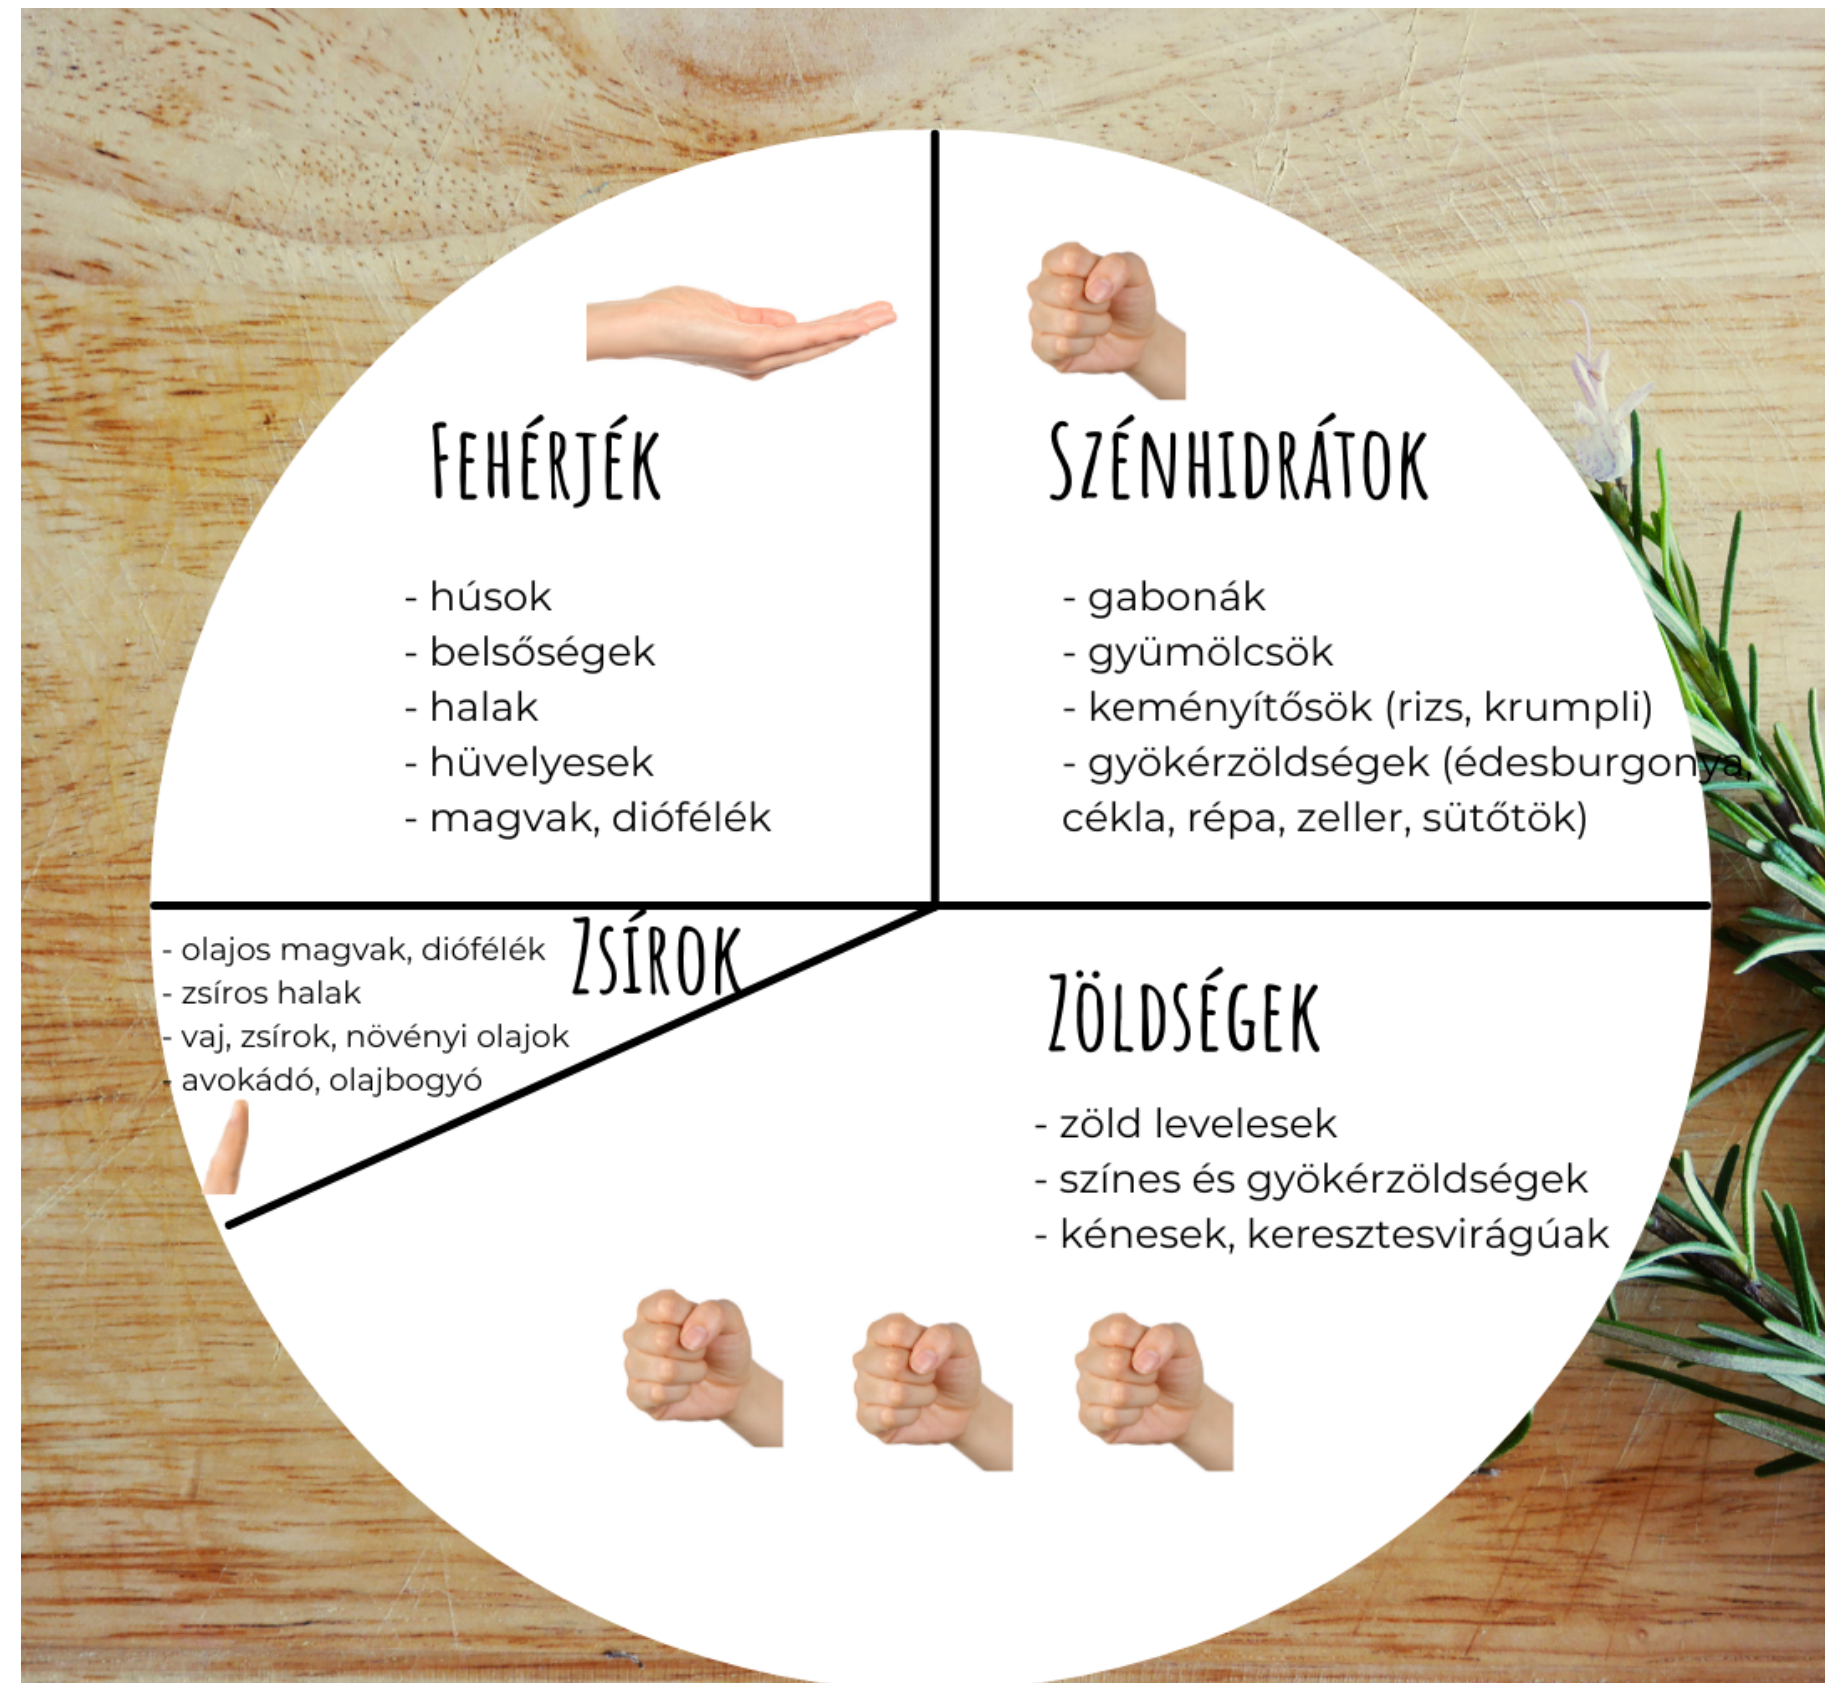 FEHÉRJÉK
- húsok
- belsőségek
- halak
- hüvelyesek
- magvak, diófélék
SZÉNHIDRÁTOK
- gabonák
- gyümölcsök
- keményítősök (rizs, krumpli)
- gyökérzöldségek (édesburgonya,
cékla, répa, zeller, sütőtök)
ZSÍROK
- olajos magvak, diófélék
- zsíros halak
- vaj, zsírok, növényi olajok
- avokádó, olajbogyó
ZÖLDSÉGEK
- zöld levelesek
- színes és gyökérzöldségek
- kénesek, keresztesvirágúak